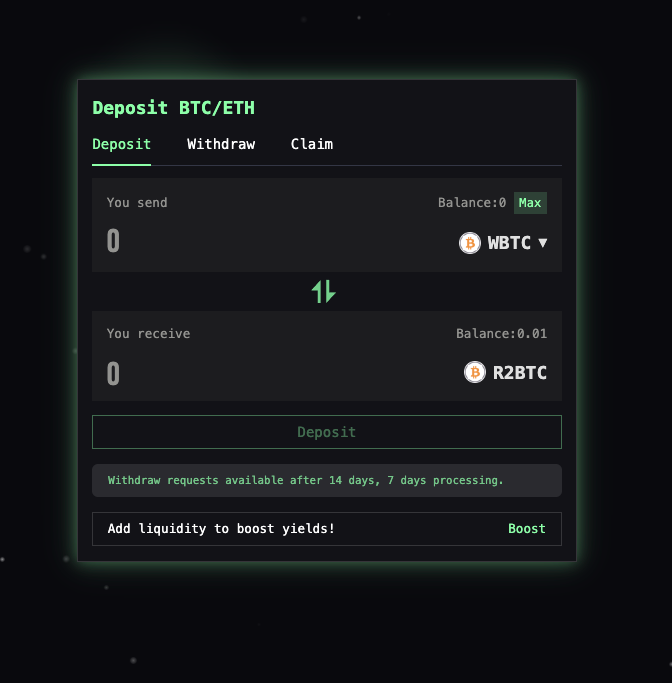 Deposit BTC/ETH
Deposit Withdraw Claim
You send Balance:0 Max
0 WBTC ▼
You receive Balance:0.01
0 R2BTC
Deposit
Withdraw requests available after 14 days, 7 days processing.
Add liquidity to boost yields! Boost